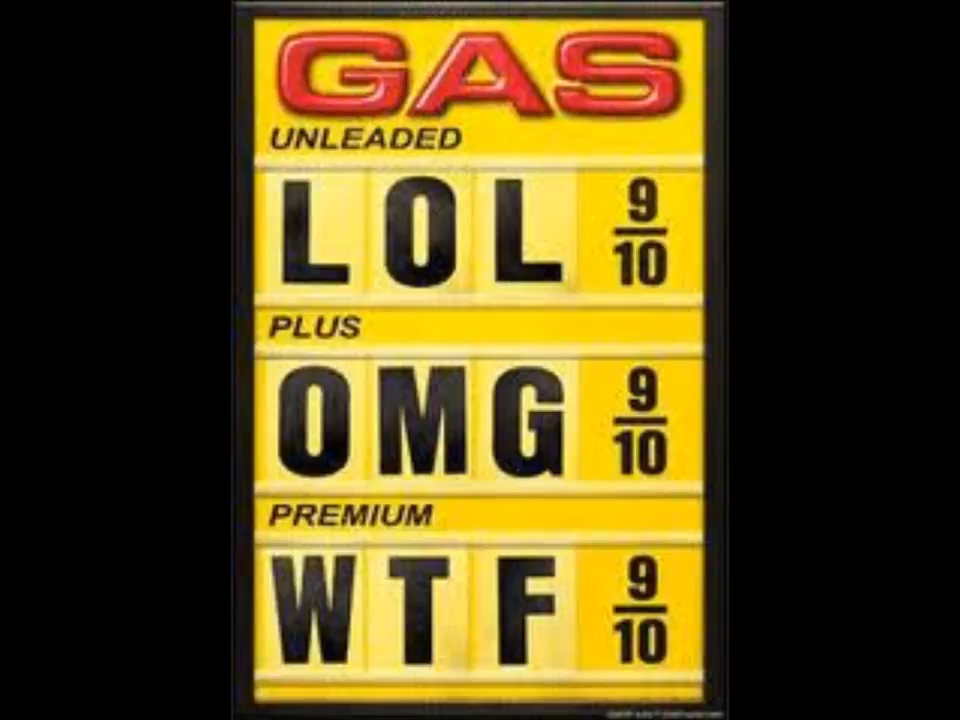 GAS
UNLEADED
LOL 9/10
PLUS
OMG 9/10
PREMIUM
WTF 9/10